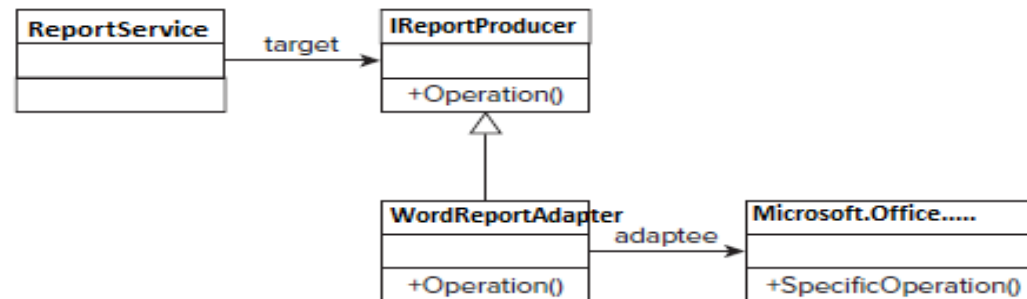 ReportService
IReportProducer
target
+Operation()
WordReportAdapter
Microsoft.Office.....
adaptee
+Operation()
+SpecificOperation()